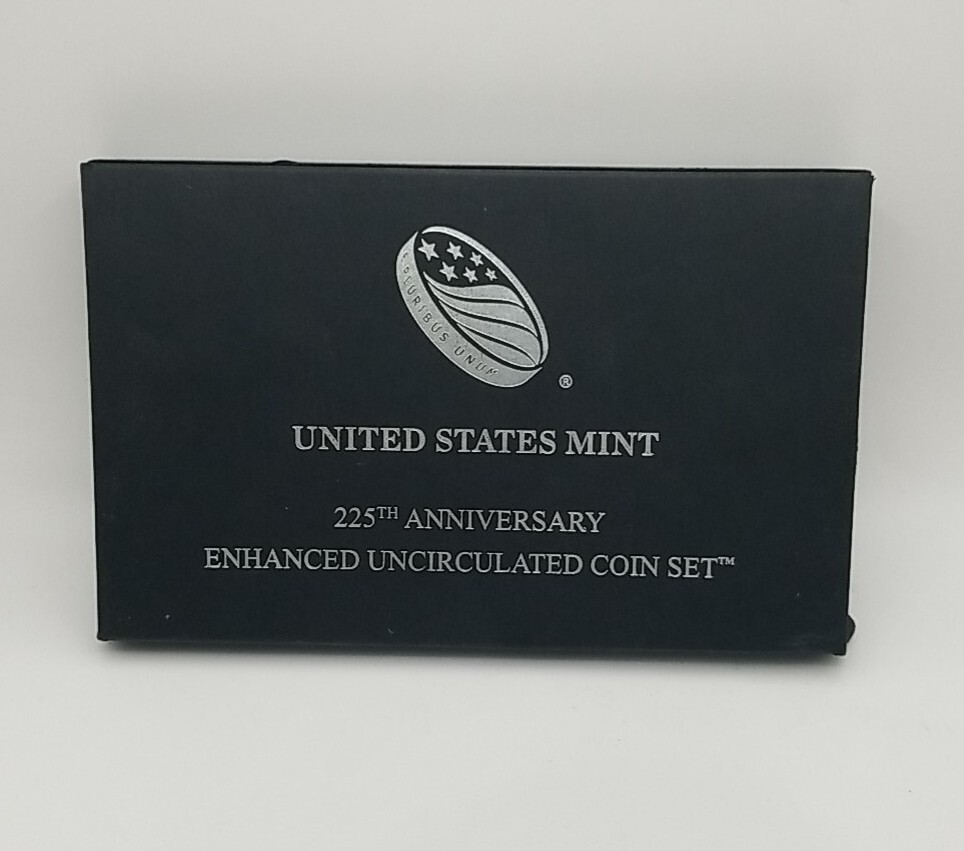 E PLURIBUS UNUM
®
UNITED STATES MINT
225TH ANNIVERSARY
ENHANCED UNCIRCULATED COIN SET™